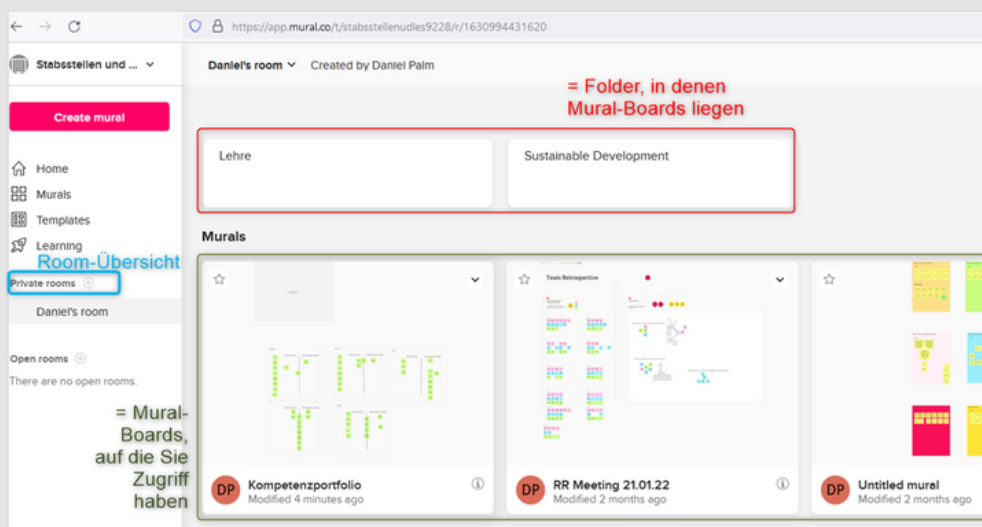 https://app.mural.co/t/stabsstellenudles9228/r/1630994431620
Stabsstellen und ...
Daniel's room
Created by Daniel Palm
= Folder, in denen
Mural-Boards liegen
Create mural
Lehre
Sustainable Development
Home
Murals
Templates
Learning
Room-Übersicht
Private rooms
Daniel's room
Open rooms
There are no open rooms.
= Mural-
Boards,
auf die Sie
Zugriff
haben
Murals
Team Retrospective
DP
Kompetenzportfolio
Modified 4 minutes ago
DP
RR Meeting 21.01.22
Modified 2 months ago
DP
Untitled mural
Modified 2 months ago